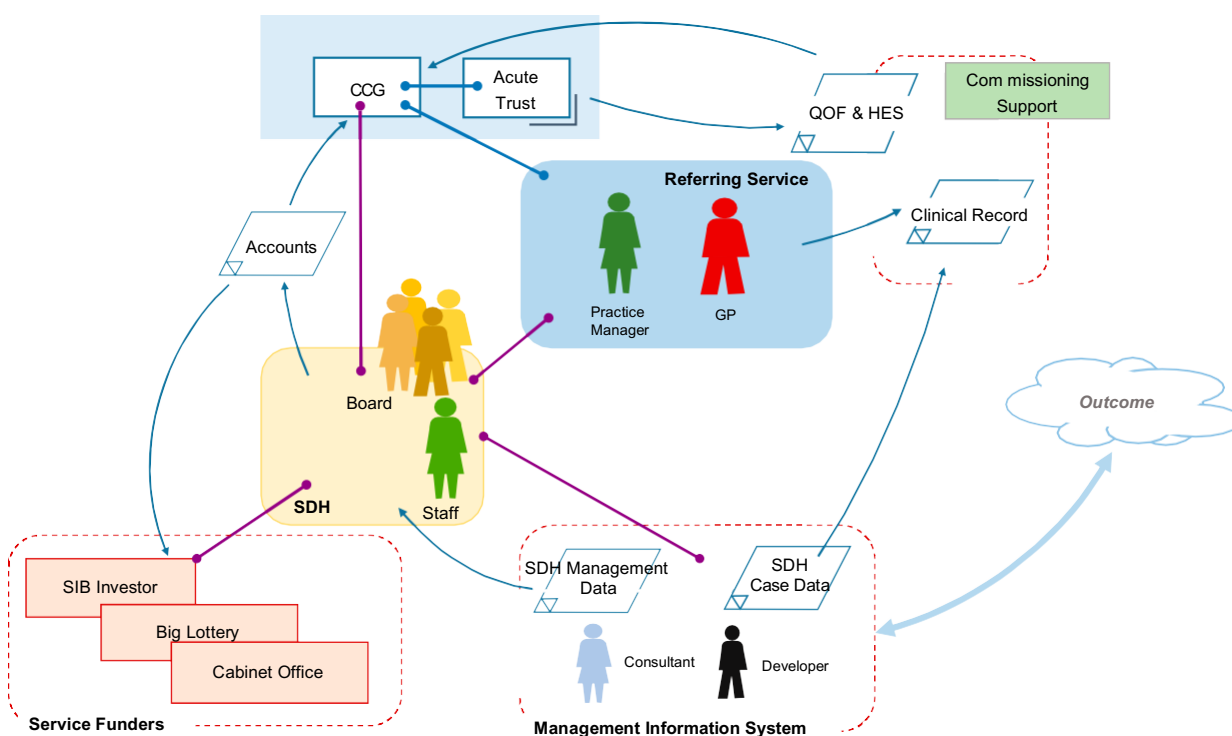 CCG
Acute
Trust
QOF & HES
Com missioning
Support
Referring Service
Clinical Record
Accounts
Practice
Manager
GP
Board
Outcome
SDH
Staff
SIB Investor
Big Lottery
Cabinet Office
Service Funders
SDH Management
Data
SDH
Case Data
Consultant
Developer
Management Information System